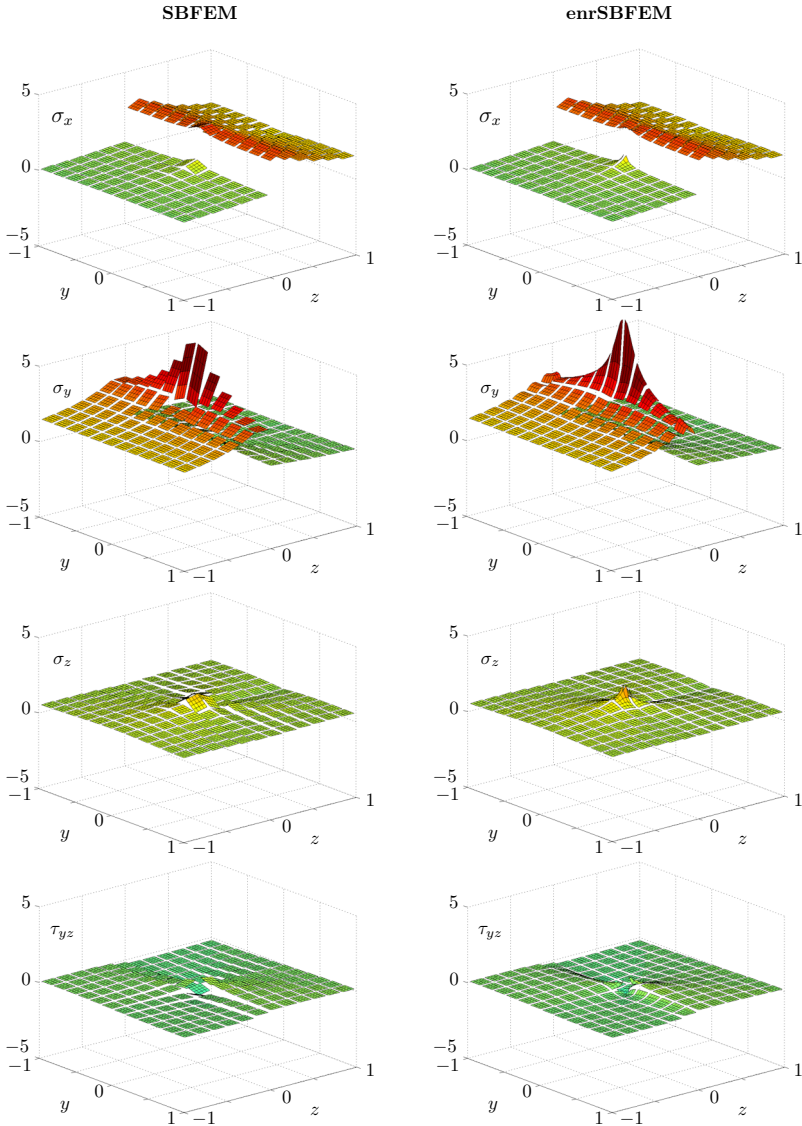 SBFEM enrSBFEM
5 5
σx σx
0 0
−5 −5
−1 1 −1 1
0 0 0 0
y z y z
1 −1 1 −1
5 5
σy σy
0 0
−5 −5
−1 1 −1 1
0 0 0 0
y z y z
1 −1 1 −1
5 5
σz σz
0 0
−5 −5
−1 1 −1 1
0 0 0 0
y z y z
1 −1 1 −1
5 5
τyz τyz
0 0
−5 −5
−1 1 −1 1
0 0 0 0
y z y z
1 −1 1 −1